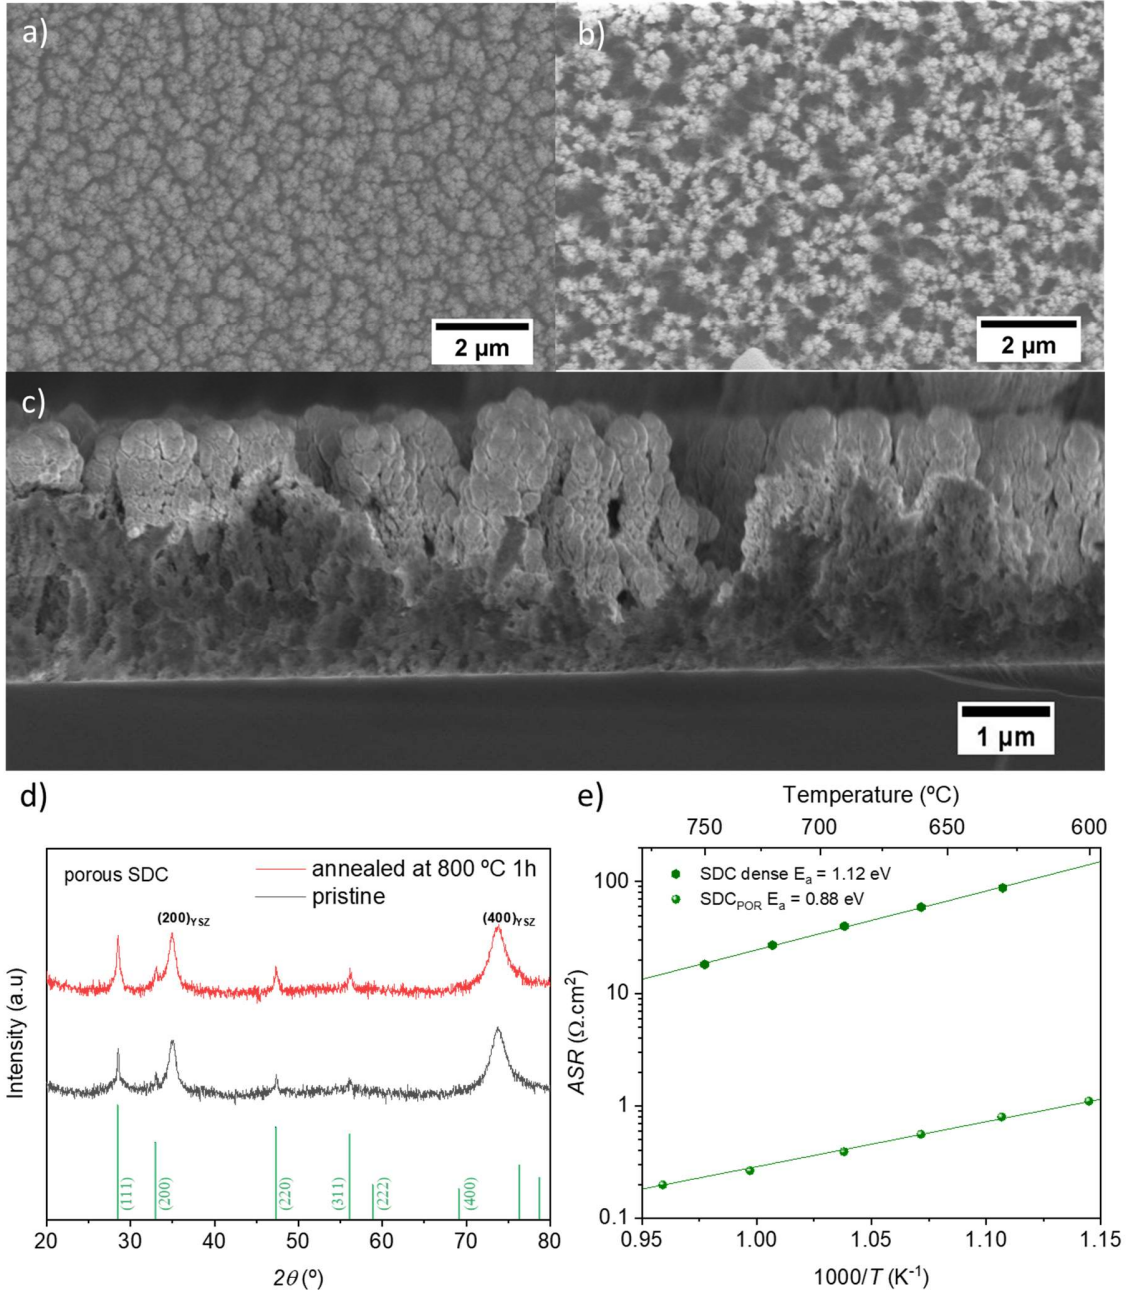 a)
b)
2 µm
2 µm
c)
1 µm
d)
porous SDC
annealed at 800 ºC 1h
pristine
(200)YSZ
(400)YSZ
Intensity (a.u)
(111)
(200)
(220)
(311)
(222)
(400)
20 30 40 50 60 70 80
2θ (º)
e)
Temperature (ºC)
750 700 650 600
SDC dense Ea = 1.12 eV
SDCPOR Ea = 0.88 eV
ASR (Ω.cm²)
100
10
1
0.1
0.95 1.00 1.05 1.10 1.15
1000/T (K⁻¹)